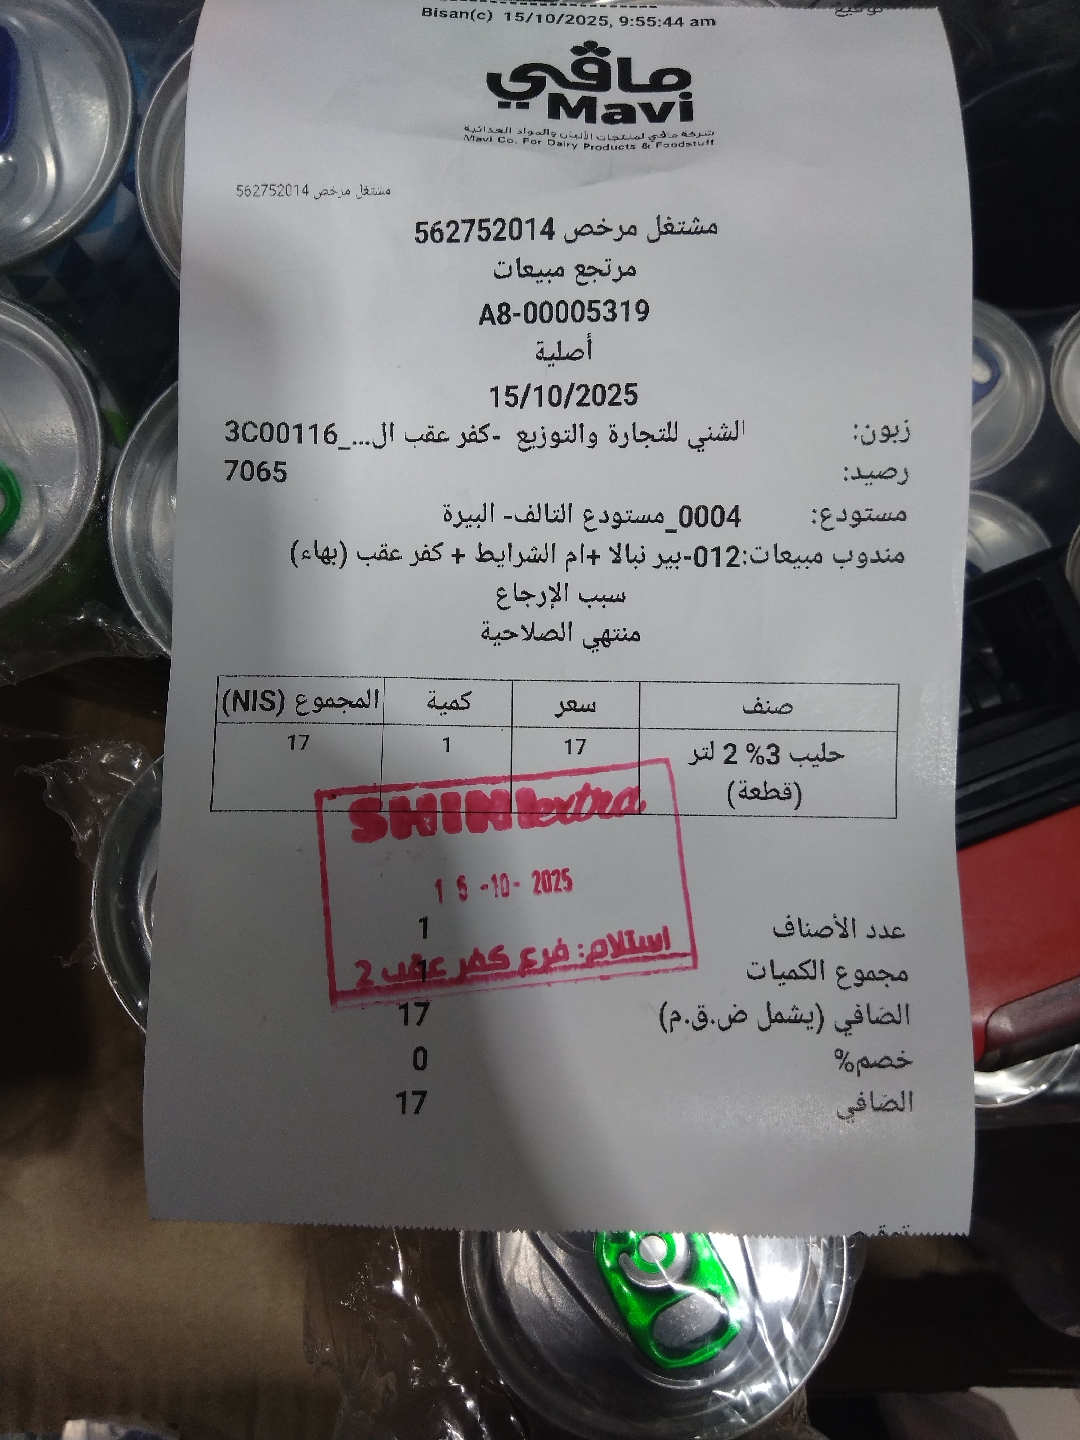 Bisan(c) 15/10/2025, 9:55:44 am
مافي
Mavi
شركة مافي لمنتجات الألبان والمواد الغذائية
Mavi Co. For Dairy Products & Foodstuff
مشتغل مرخص 562752014
مشتغل مرخص 562752014
مرتجع مبيعات
A8-00005319
أصلية
15/10/2025
زبون: الشني للتجارة والتوزيع -كفر عقب ال..._3C00116
رصيد: 7065
مستودع: 0004_مستودع التالف- البيرة
مندوب مبيعات:012-بير نبالا +ام الشرايط + كفر عقب (بهاء)
سبب الإرجاع
منتهي الصلاحية
صنف سعر كمية المجموع (NIS)
حليب 3% 2 لتر 17 1 17
(قطعة)
SHINI extra
15 -10- 2025
استلام: فرع كفر عقب 2
عدد الأصناف 1
مجموع الكميات 1
الصافي (يشمل ض.ق.م) 17
خصم% 0
الصافي 17